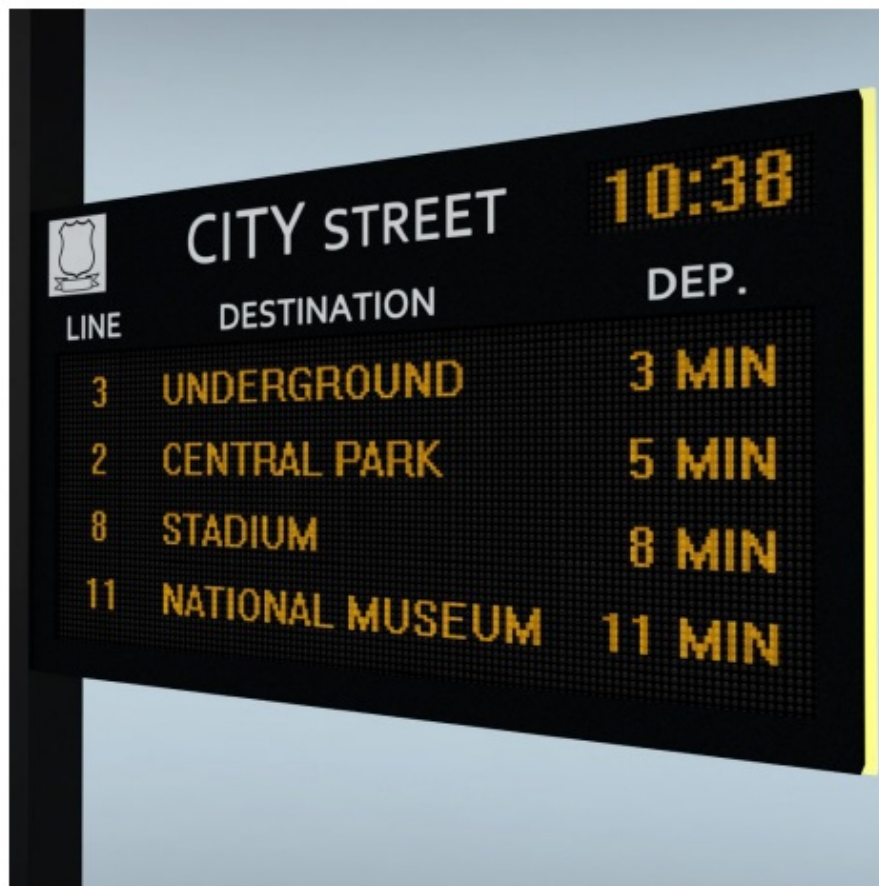 CITY STREET 10:38
LINE DESTINATION DEP.
3 UNDERGROUND 3 MIN
2 CENTRAL PARK 5 MIN
8 STADIUM 8 MIN
11 NATIONAL MUSEUM 11 MIN